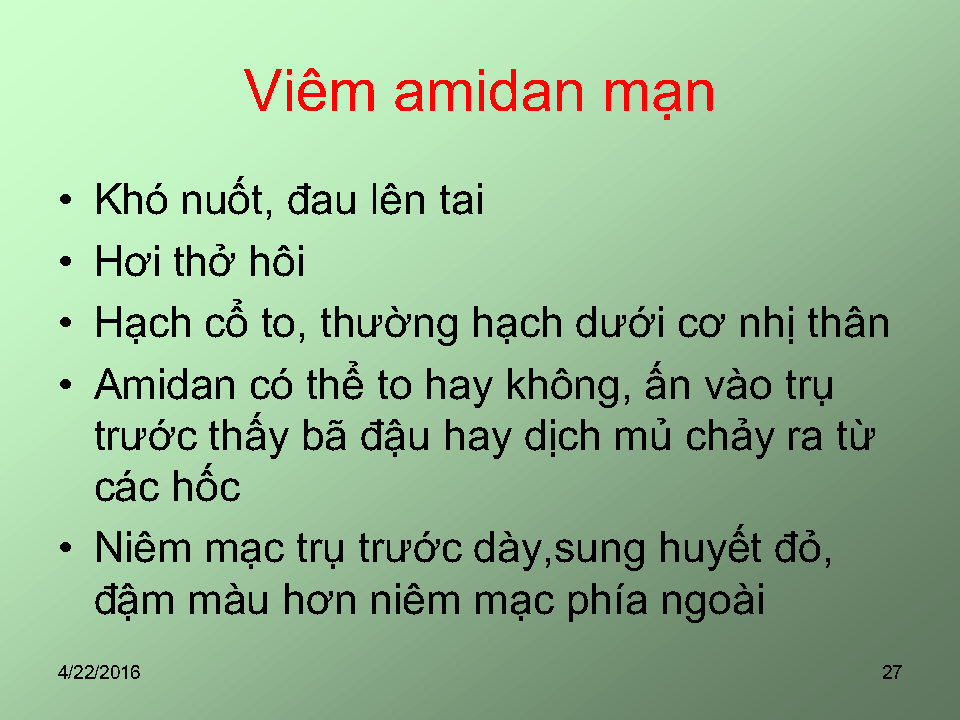 Viêm amidan mạn
• Khó nuốt, đau lên tai
• Hơi thở hôi
• Hạch cổ to, thường hạch dưới cơ nhị thân
• Amidan có thể to hay không, ấn vào trụ
trước thấy bã đậu hay dịch mủ chảy ra từ
các hốc
• Niêm mạc trụ trước dày,sung huyết đỏ,
đậm màu hơn niêm mạc phía ngoài
4/22/2016 27